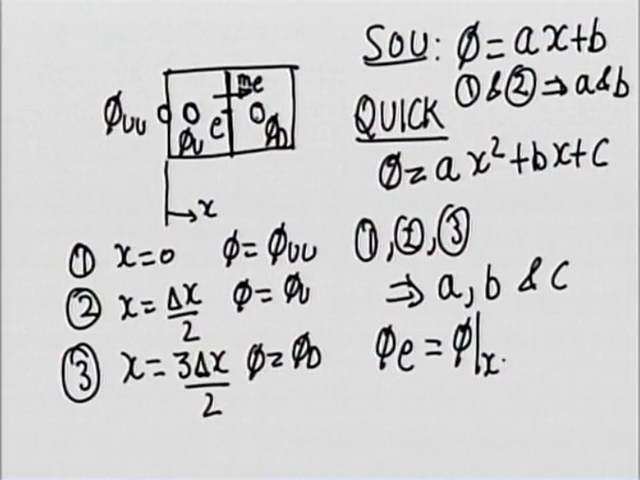 SOU: φ = ax+b
① & ② ⇒ a & b
QUICK
φ = ax² + bx + c
①,②,③
⇒ a, b & c
φe = φ|x.
me
φUU
φU
e
φD
→ x
① x=0 φ = φUU
② x = Δx/2 φ = φU
③ x = 3Δx/2 φ = φD